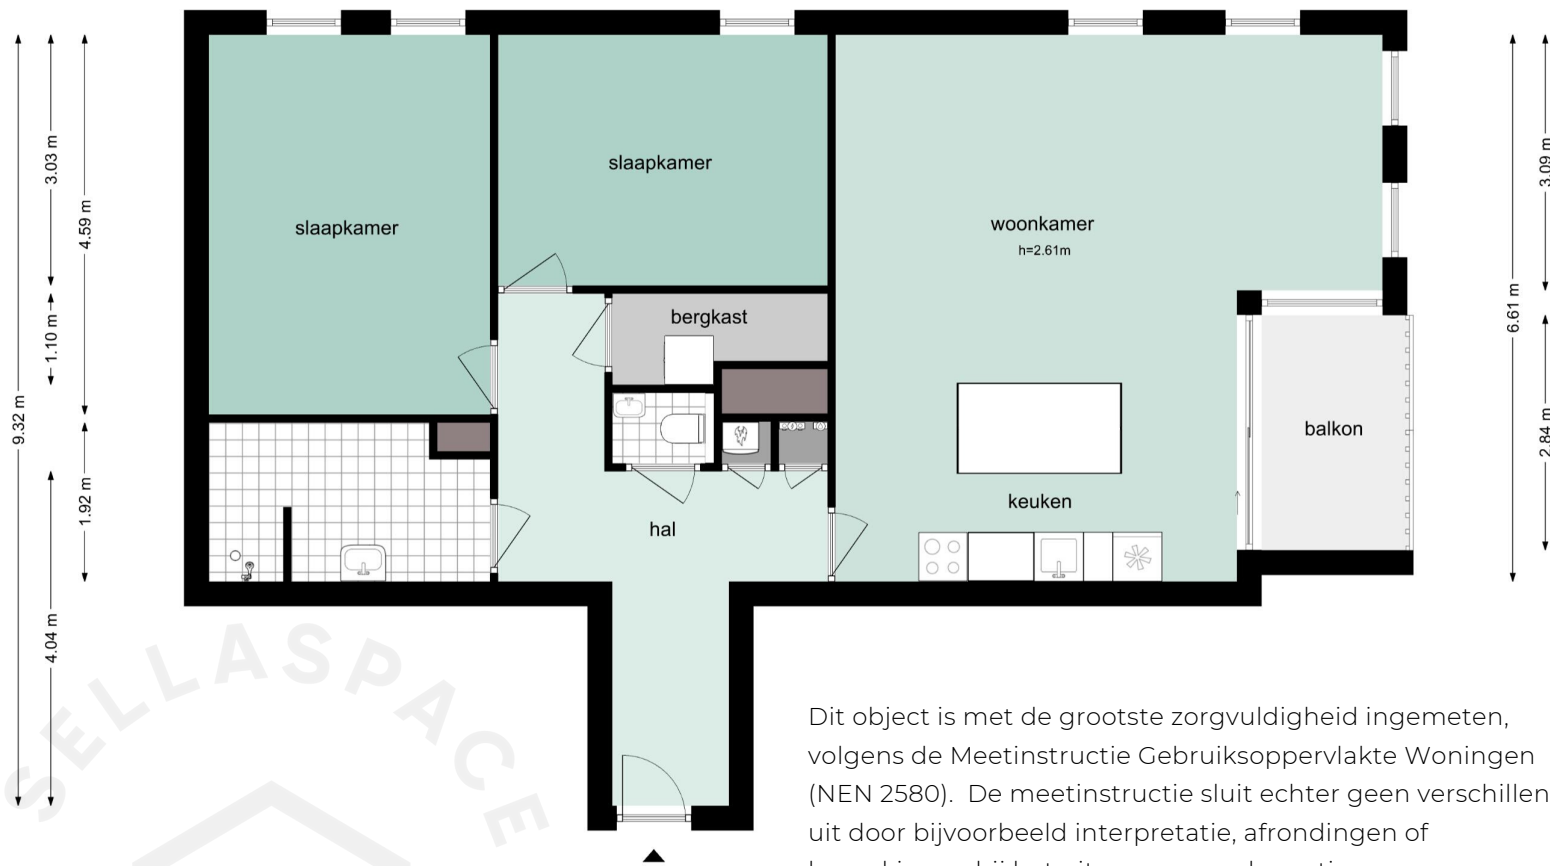 slaapkamer
slaapkamer
woonkamer
h=2.61m
bergkast
balkon
keuken
hal
9.32 m
3.03 m
1.10 m
4.04 m
4.59 m
1.92 m
6.61 m
3.09 m
2.84 m
SELLASPACE
Dit object is met de grootste zorgvuldigheid ingemeten,
volgens de Meetinstructie Gebruiksoppervlakte Woningen
(NEN 2580). De meetinstructie sluit echter geen verschillen
uit door bijvoorbeeld interpretatie, afrondingen of